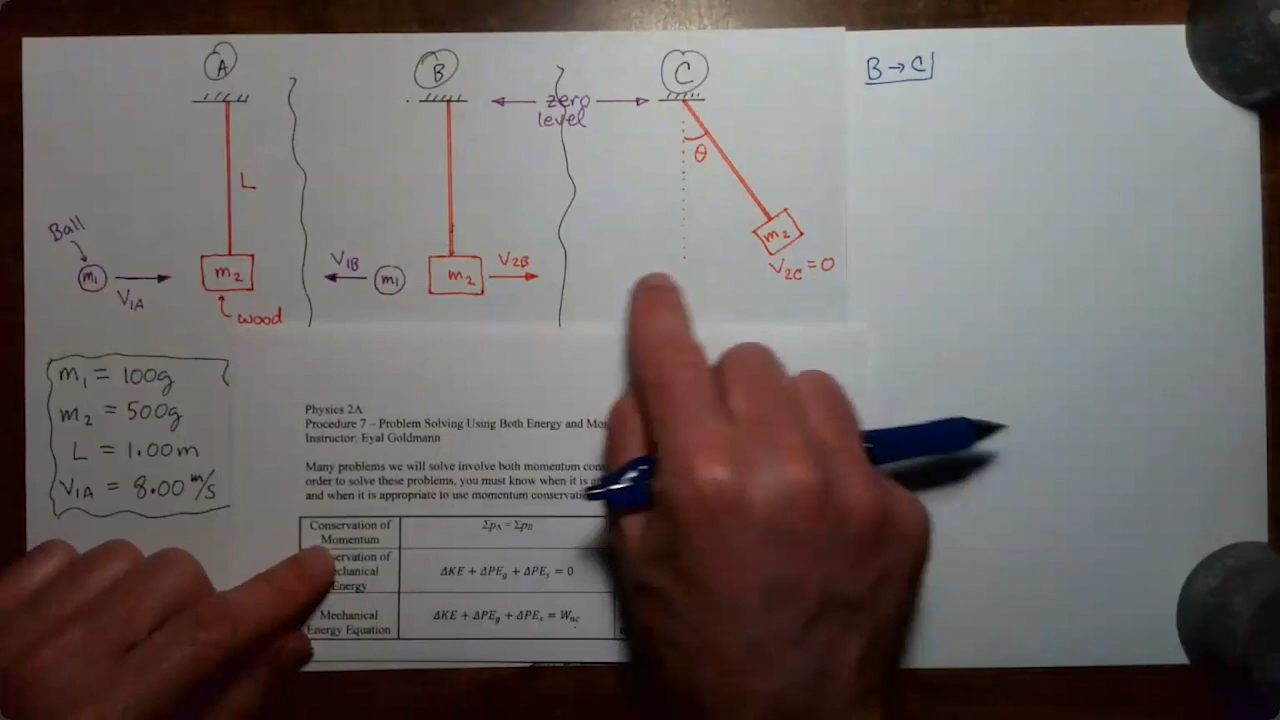 A
B
C
B → C
zero
level
L
θ
Ball
m₁
V1A
m₂
wood
V1B
m₁
m₂
V2B
m₂
V2C = 0
m₁ = 100g
m₂ = 500g
L = 1.00m
V1A = 8.00 m/s
Physics 2A
Procedure 7 – Problem Solving Using Both Energy and
Instructor: Eyal Goldmann
Many problems we will solve involve both momentum
order to solve these problems, you must know when it is
and when it is appropriate to use momentum
Conservation of
Momentum
ΣpA = ΣpB
Energy
ΔKE + ΔPEg + ΔPEs = 0
Mechanical
Energy Equation
ΔKE + ΔPEg + ΔPEs = Wnc